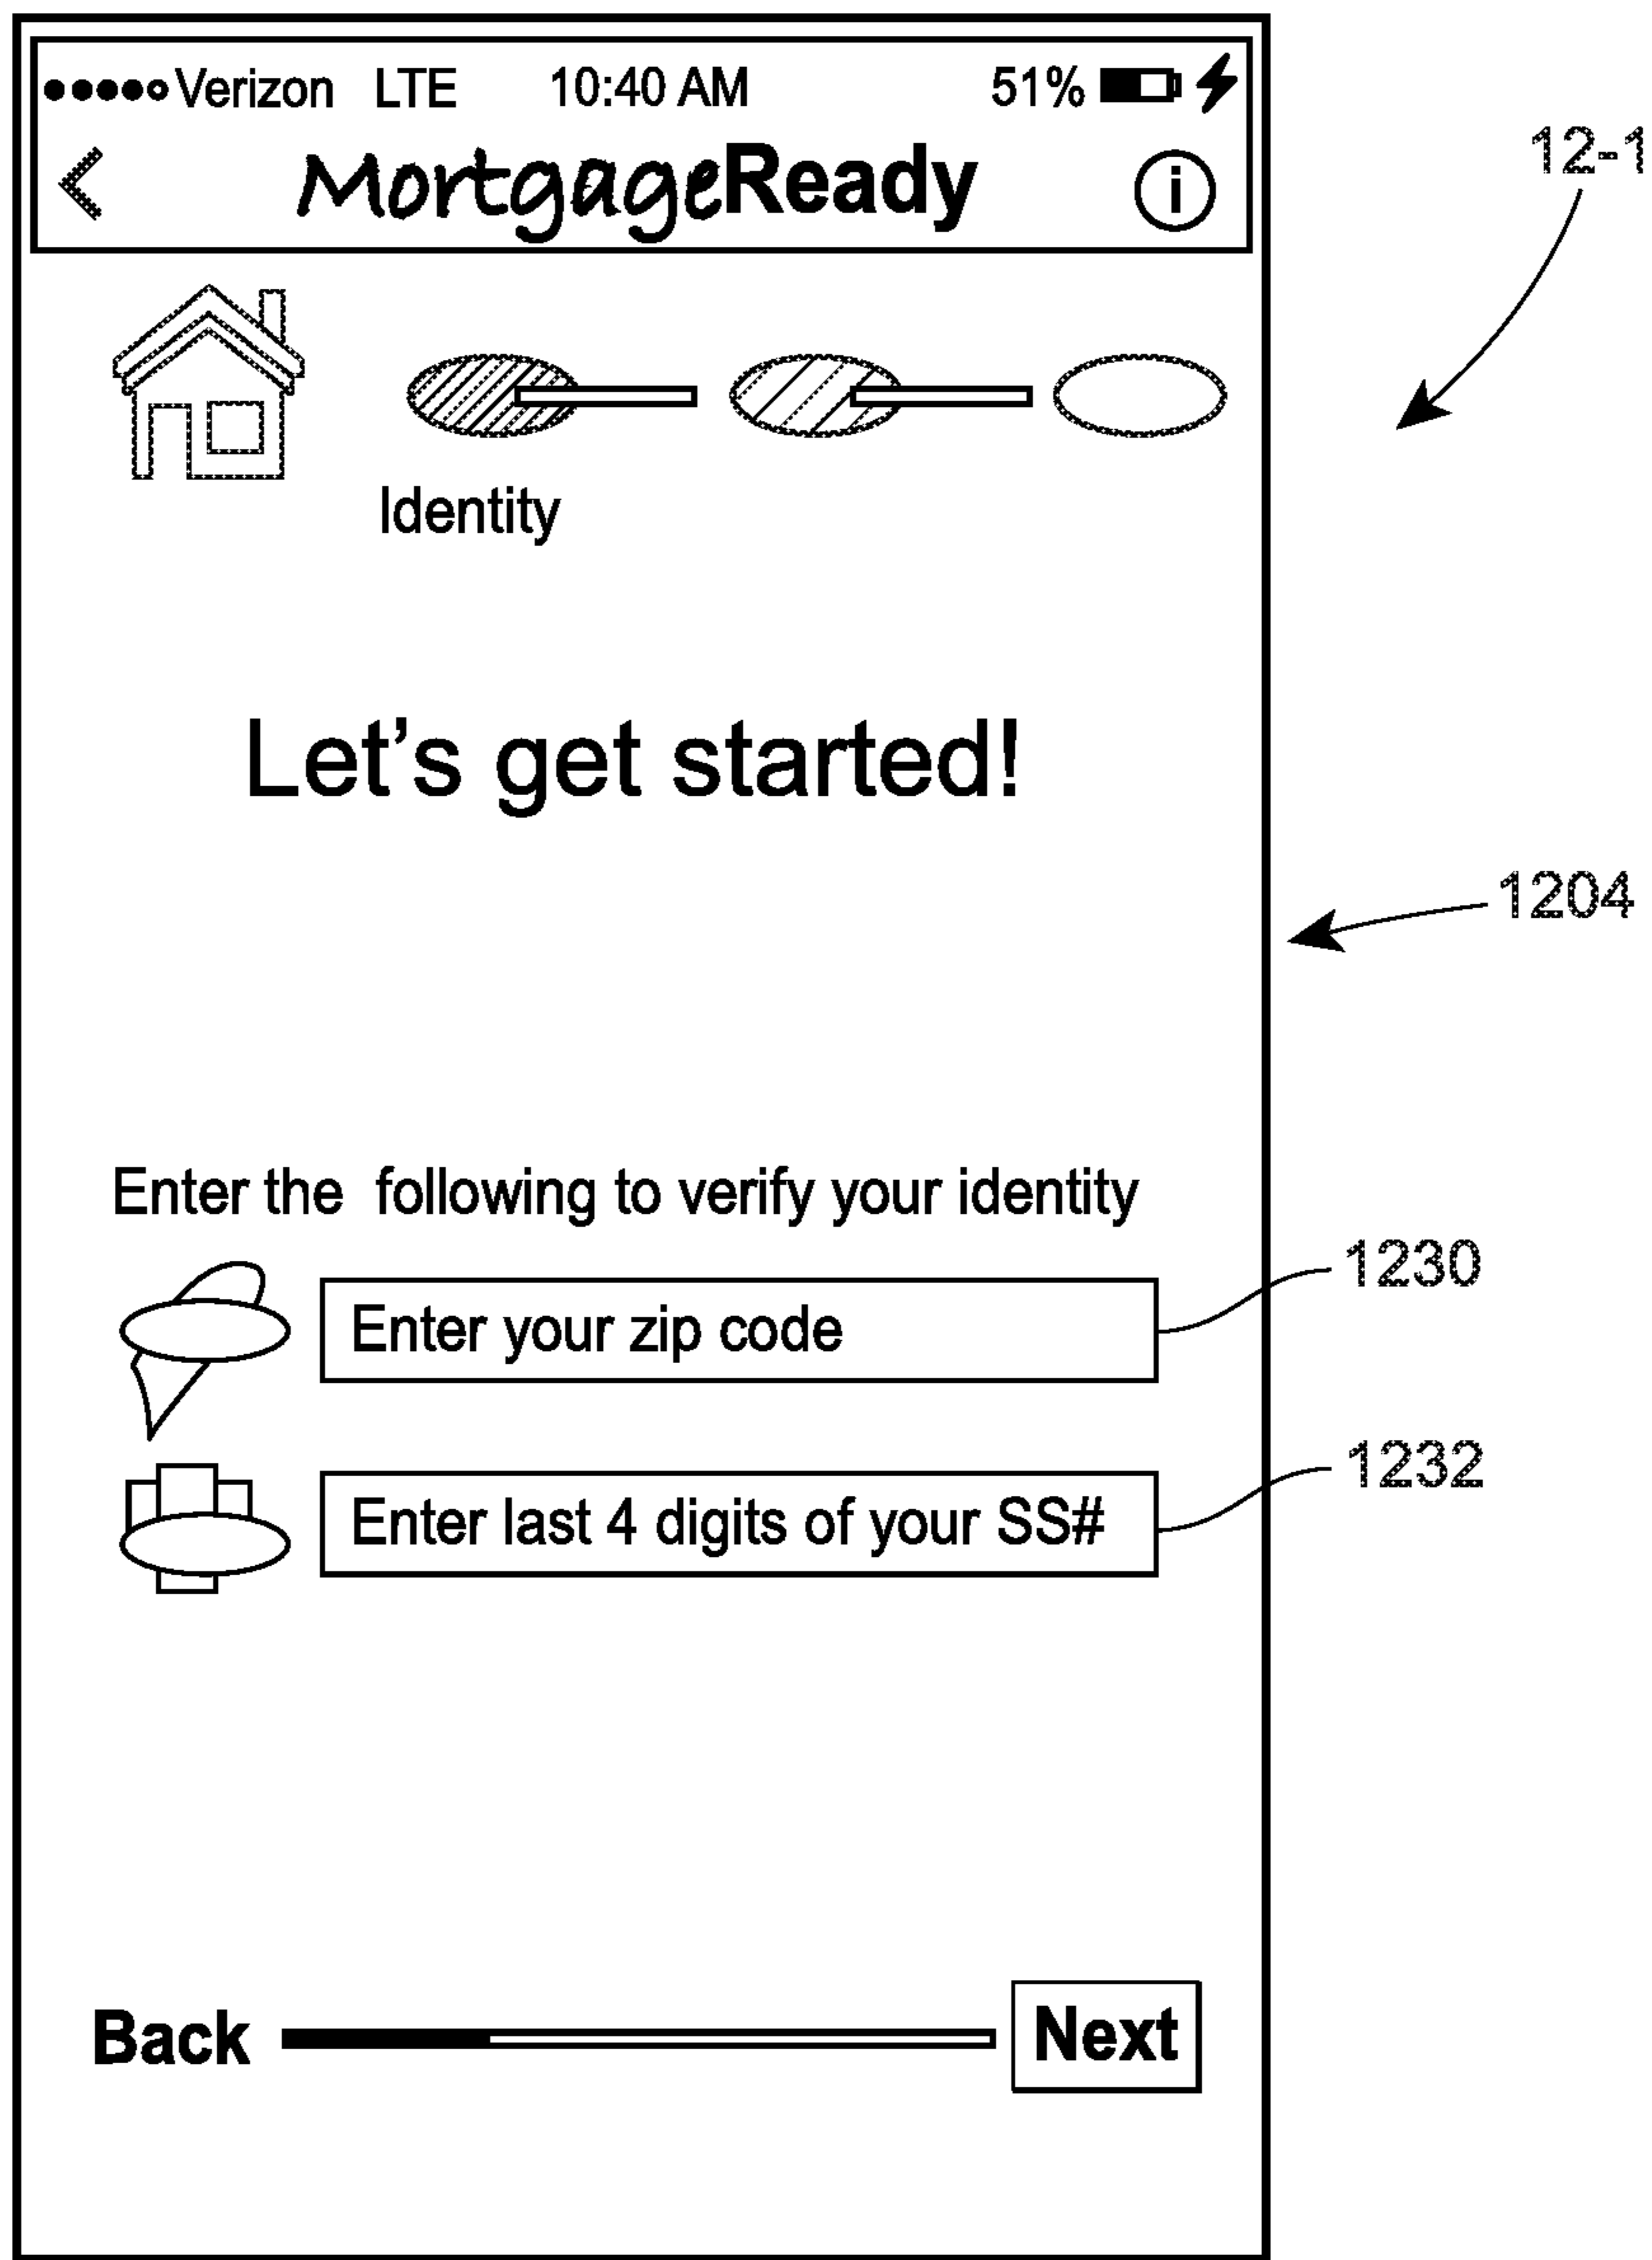 Verizon LTE 10:40 AM 51%
MortgageReady i
12-1
Identity
Let's get started!
1204
Enter the following to verify your identity
Enter your zip code
1230
Enter last 4 digits of your SS#
1232
Back Next